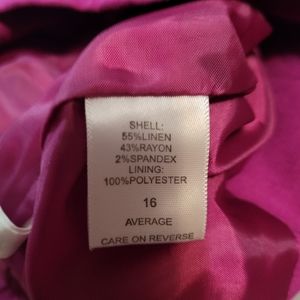 SHELL:
55%LINEN
43%RAYON
2%SPANDEX
LINING:
100%POLYESTER
16
AVERAGE
CARE ON REVERSE